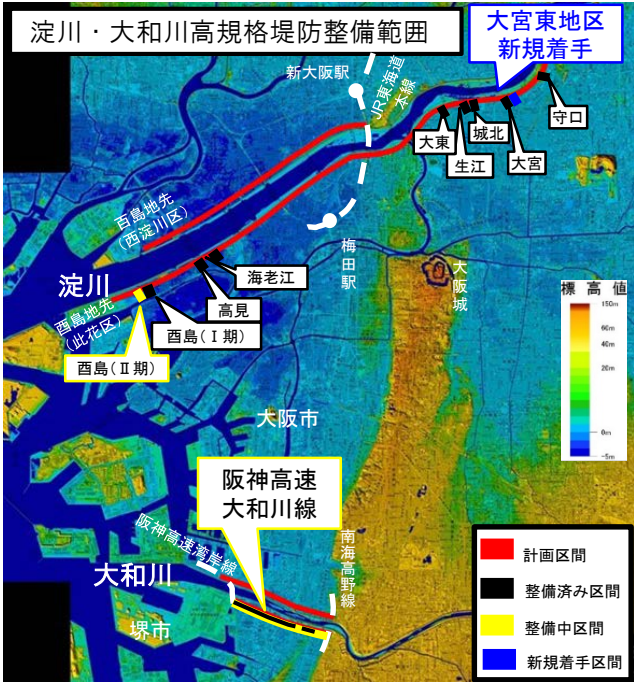 淀川・大和川高規格堤防整備範囲
大宮東地区
新規着手
新大阪駅
JR東海道
本線
守口
大宮
城北
生江
大東
百島地先
(西淀川区)
淀川
酉島地先
(此花区)
梅田駅
大阪城
海老江
高見
酉島(Ⅰ期)
酉島(Ⅱ期)
標高値
150m
60m
40m
20m
0m
-5m
大阪市
阪神高速
大和川線
阪神高速湾岸線
南海高野線
大和川
堺市
計画区間
整備済み区間
整備中区間
新規着手区間